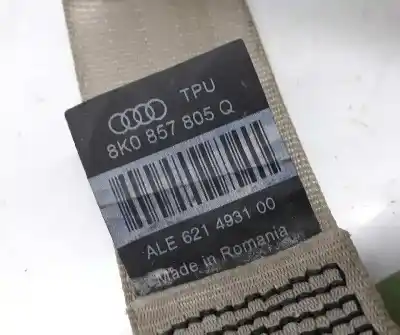 TPU
8K0 857 805 Q
ALE 621 4931 00
Made in Romania